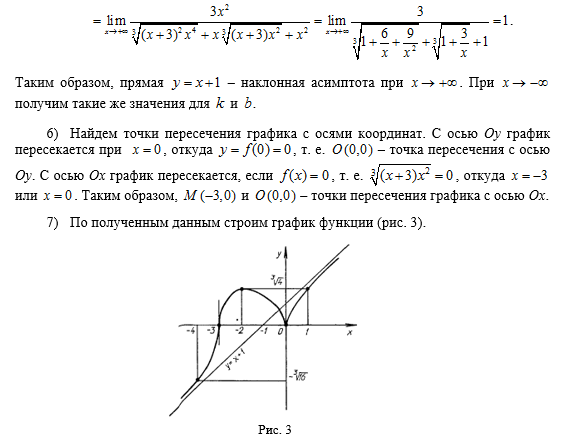 = lim x→+∞ 3x² / (∛((x+3)²x⁴) + x∛((x+3)x²) + x²) = lim x→+∞ 3 / (∛(1 + 6/x + 9/x²) + ∛(1 + 3/x) + 1) = 1.
Таким образом, прямая y = x+1 – наклонная асимптота при x → +∞. При x → −∞
получим такие же значения для k и b.
6) Найдем точки пересечения графика с осями координат. С осью Oy график
пересекается при x = 0, откуда y = f(0) = 0, т. е. O(0,0) – точка пересечения с осью
Oy. С осью Ox график пересекается, если f(x) = 0, т. е. ∛((x+3)x²) = 0, откуда x = −3
или x = 0. Таким образом, M (−3,0) и O(0,0) – точки пересечения графика с осью Ox.
7) По полученным данным строим график функции (рис. 3).
y
∛4
-4 -3 -2 -1 0 1 x
y=x+1
-∛16
Рис. 3